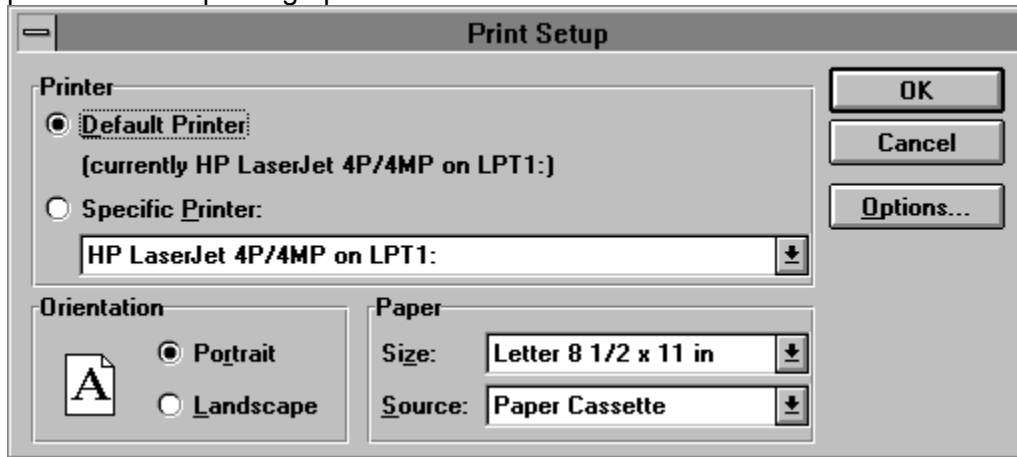 Print Setup
Printer
Default Printer
(currently HP LaserJet 4P/4MP on LPT1:)
Specific Printer:
HP LaserJet 4P/4MP on LPT1:
OK
Cancel
Options...
Orientation
A
Portrait
Landscape
Paper
Size: Letter 8 1/2 x 11 in
Source: Paper Cassette